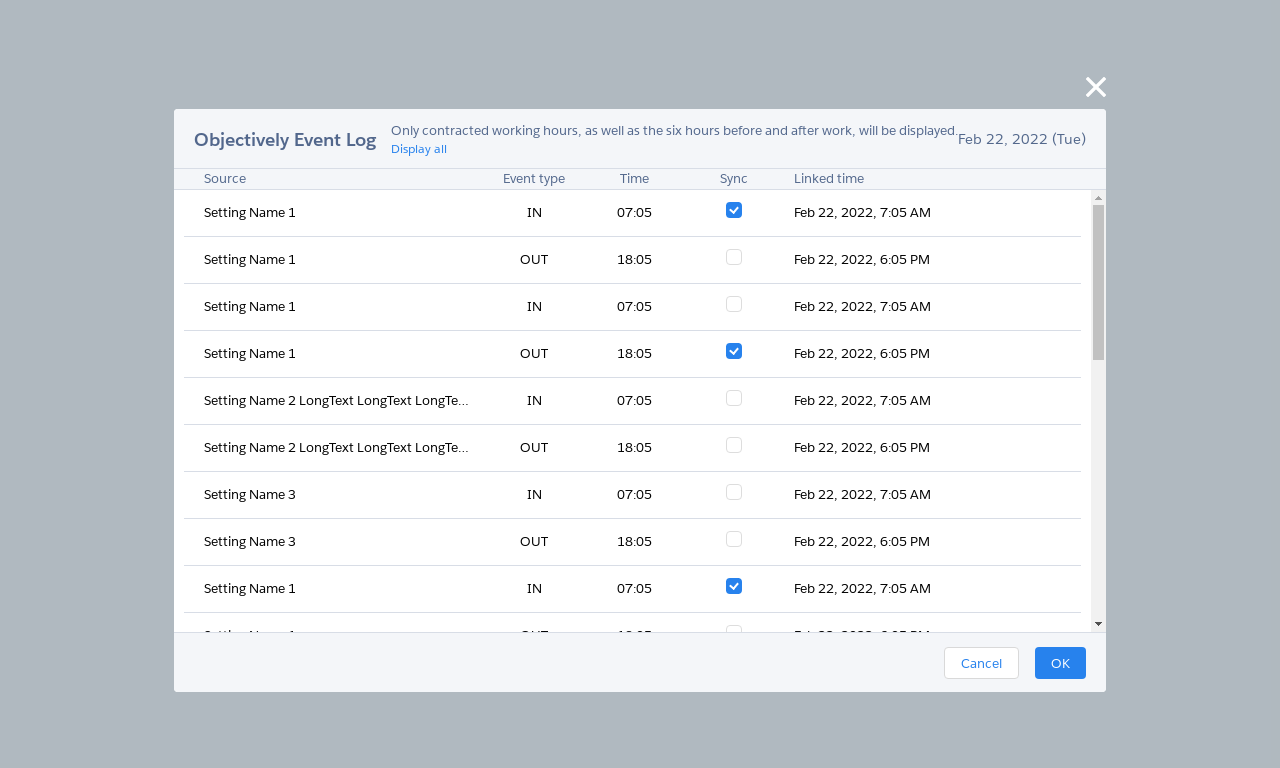 Objectively Event Log
Only contracted working hours, as well as the six hours before and after work, will be displayed.
Display all
Feb 22, 2022 (Tue)
Source Event type Time Sync Linked time
Setting Name 1 IN 07:05 Feb 22, 2022, 7:05 AM
Setting Name 1 OUT 18:05 Feb 22, 2022, 6:05 PM
Setting Name 1 IN 07:05 Feb 22, 2022, 7:05 AM
Setting Name 1 OUT 18:05 Feb 22, 2022, 6:05 PM
Setting Name 2 LongText LongText LongTe... IN 07:05 Feb 22, 2022, 7:05 AM
Setting Name 2 LongText LongText LongTe... OUT 18:05 Feb 22, 2022, 6:05 PM
Setting Name 3 IN 07:05 Feb 22, 2022, 7:05 AM
Setting Name 3 OUT 18:05 Feb 22, 2022, 6:05 PM
Setting Name 1 IN 07:05 Feb 22, 2022, 7:05 AM
Cancel OK